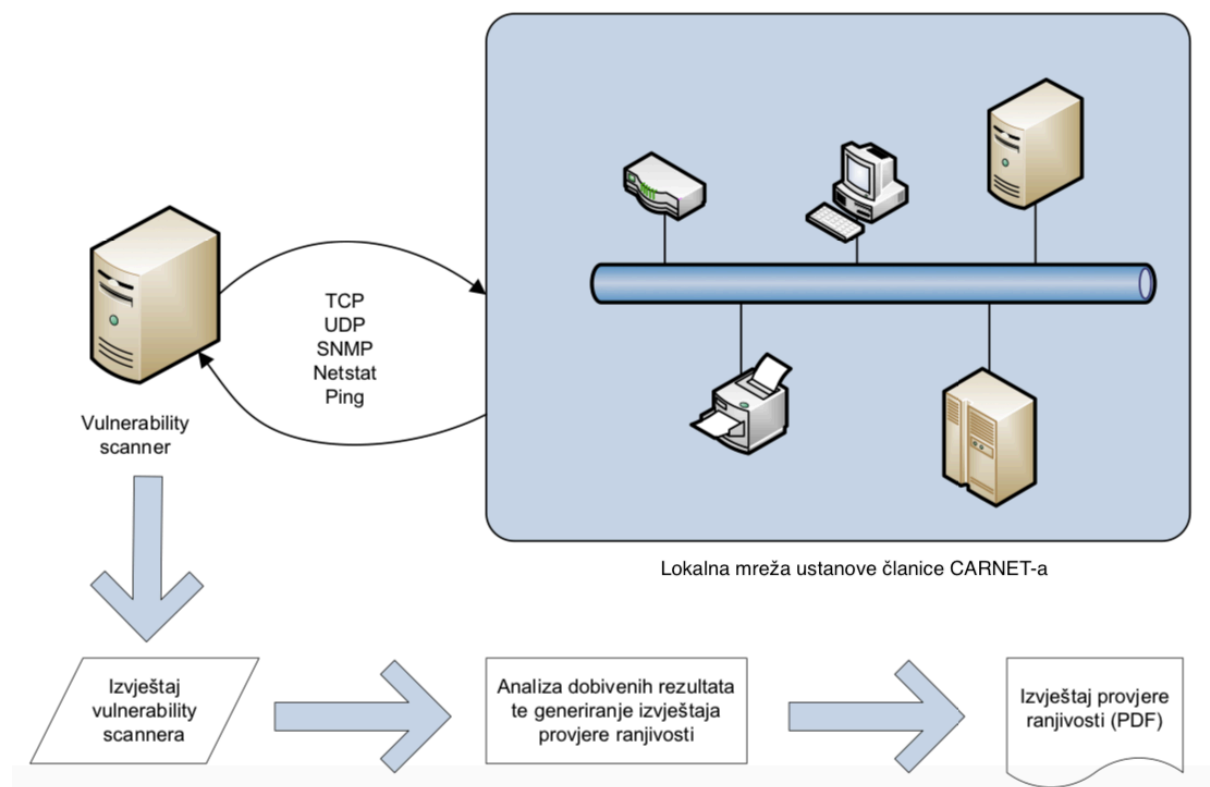 TCP
UDP
SNMP
Netstat
Ping
Vulnerability
scanner
Lokalna mreža ustanove članice CARNET-a
Izvještaj
vulnerability
scannera
Analiza dobivenih rezultata
te generiranje izvještaja
provjere ranjivosti
Izvještaj provjere
ranjivosti (PDF)